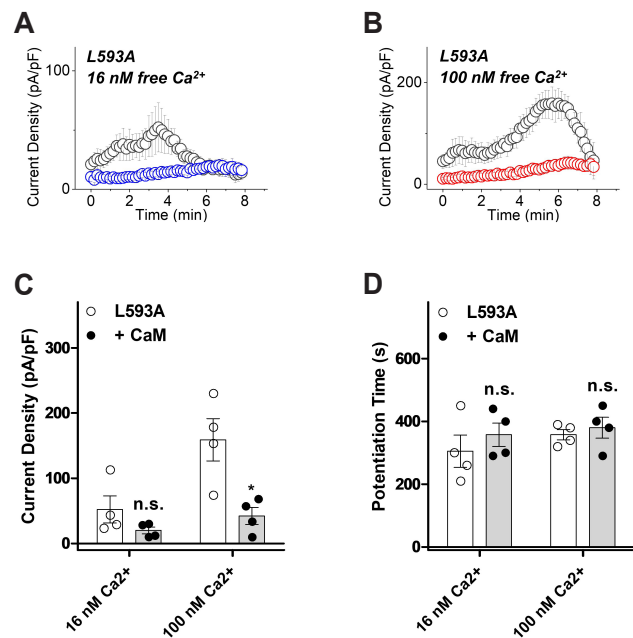 A
L593A
16 nM free Ca²⁺
Current Density (pA/pF)
100
0
0 2 4 6 8
Time (min)
B
L593A
100 nM free Ca²⁺
Current Density (pA/pF)
200
0
0 2 4 6 8
Time (min)
C
L593A
+ CaM
Currrent Density (pA/pF)
300
200
100
0
n.s.
*
16 nM Ca2+
100 nM Ca2+
D
L593A
+ CaM
Potentiation Time (s)
600
400
200
0
n.s.
n.s.
16 nM Ca2+
100 nM Ca2+